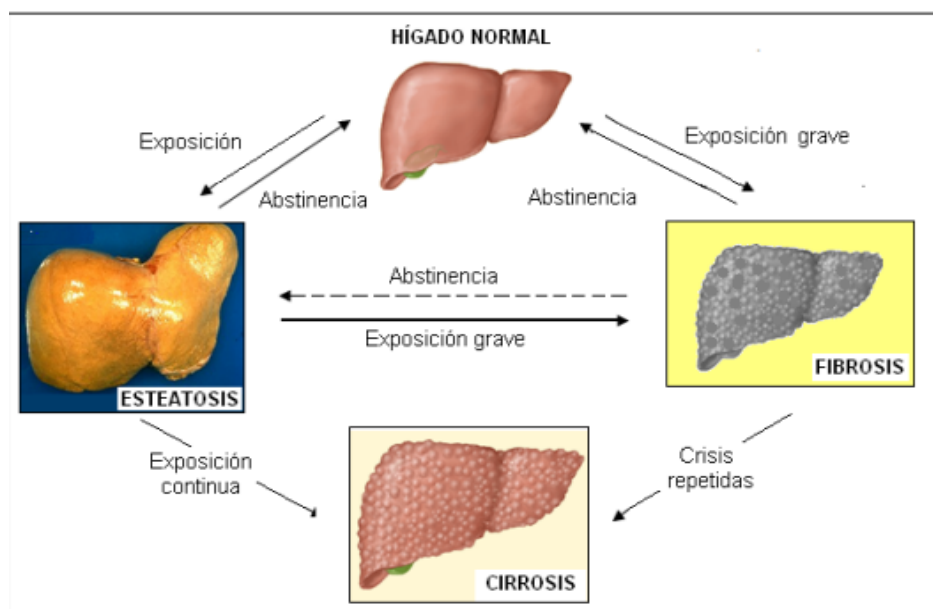 HÍGADO NORMAL
Exposición
Abstinencia
Exposición grave
Abstinencia
Abstinencia
Exposición grave
ESTEATOSIS
FIBROSIS
Exposición
continua
Crisis
repetidas
CIRROSIS